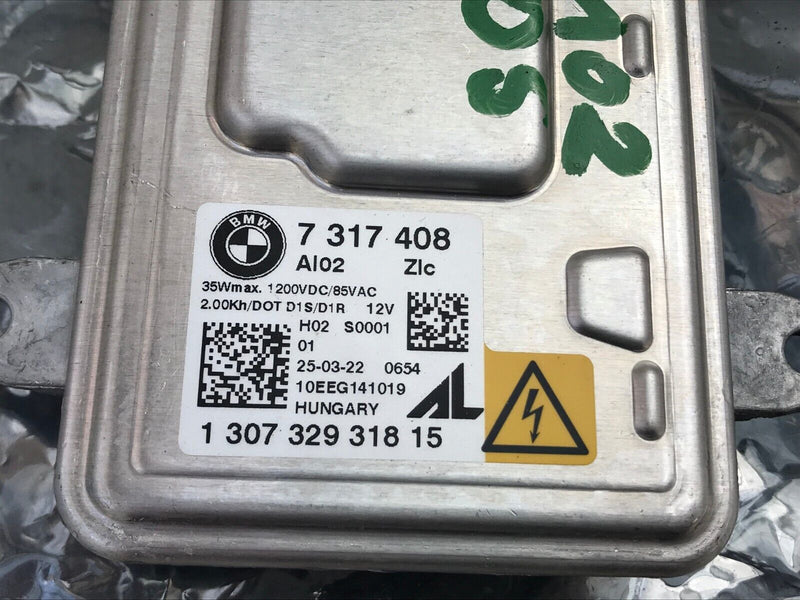 102
BMW
7 317 408
AI02 ZIc
35Wmax. 1200VDC/85VAC
2.00Kh/DOT D1S/D1R 12V
H02 S0001
01
25-03-22 0654
10EEG141019
HUNGARY
AL
1 307 329 318 15